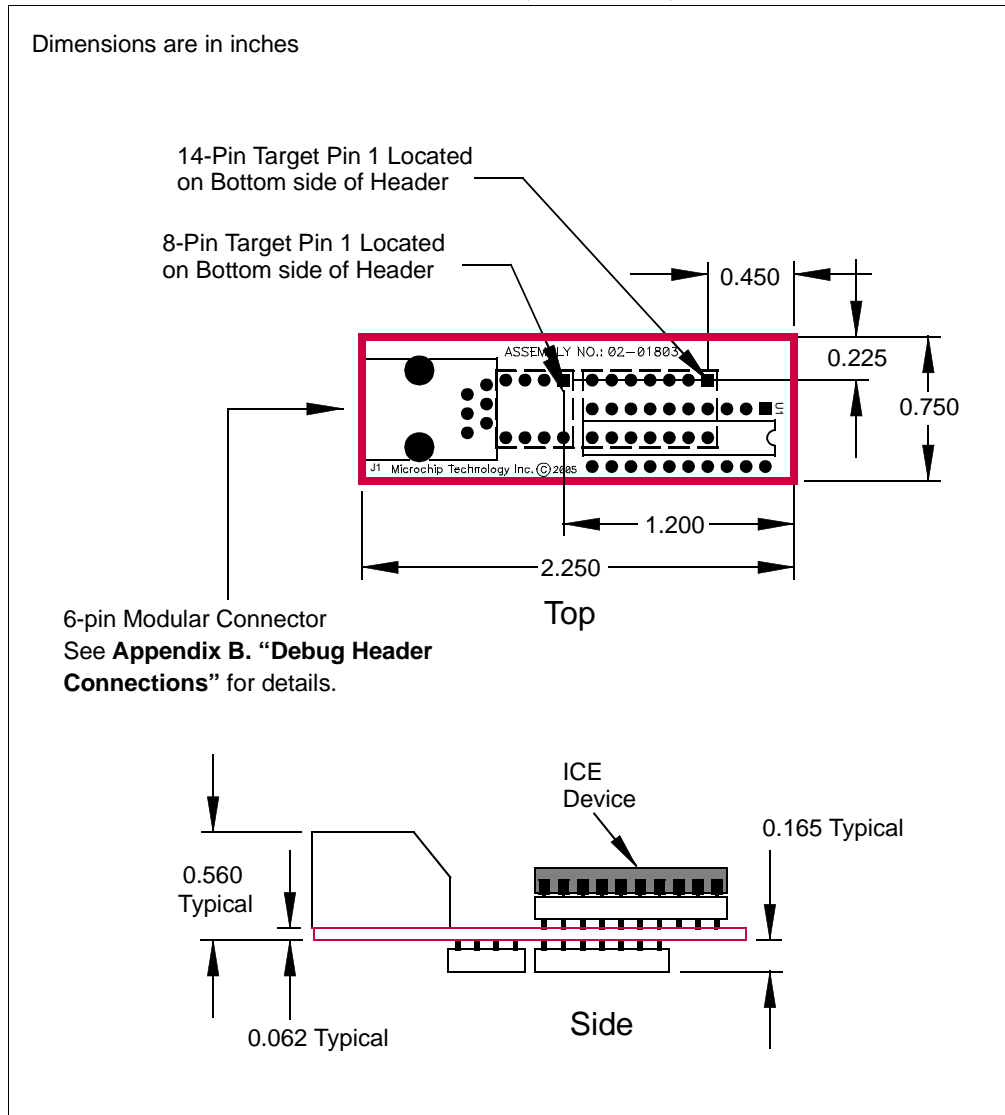 Dimensions are in inches
14-Pin Target Pin 1 Located
on Bottom side of Header
8-Pin Target Pin 1 Located
on Bottom side of Header
0.450
0.225
0.750
ASSEMBLY NO.: 02-01803
U1
J1 Microchip Technology Inc. © 2005
1.200
2.250
Top
6-pin Modular Connector
See Appendix B. “Debug Header
Connections” for details.
ICE
Device
0.165 Typical
0.560
Typical
0.062 Typical
Side